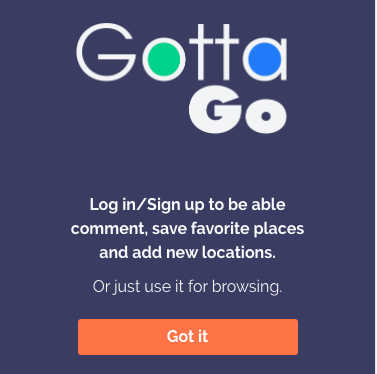 Gotta
Go
Log in/Sign up to be able
comment, save favorite places
and add new locations.
Or just use it for browsing.
Got it